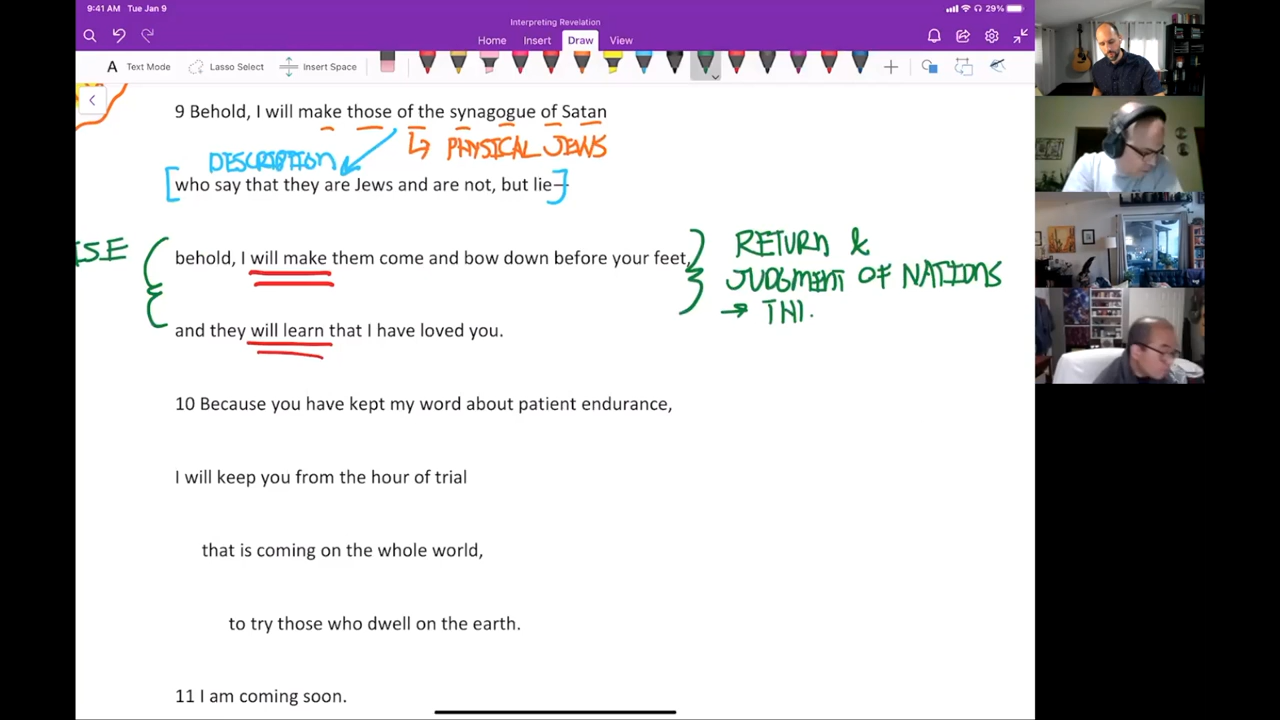 9:41 AM Tue Jan 9
29%
Interpreting Revelation
Home Insert Draw View
A Text Mode Lasso Select Insert Space
9 Behold, I will make those of the synagogue of Satan
DESCRIPTION
PHYSICAL JEWS
[who say that they are Jews and are not, but lie—]
RETURN &
behold, I will make them come and bow down before your feet,
JUDGMENT OF NATIONS
→ THI
and they will learn that I have loved you.
10 Because you have kept my word about patient endurance,
I will keep you from the hour of trial
that is coming on the whole world,
to try those who dwell on the earth.
11 I am coming soon.